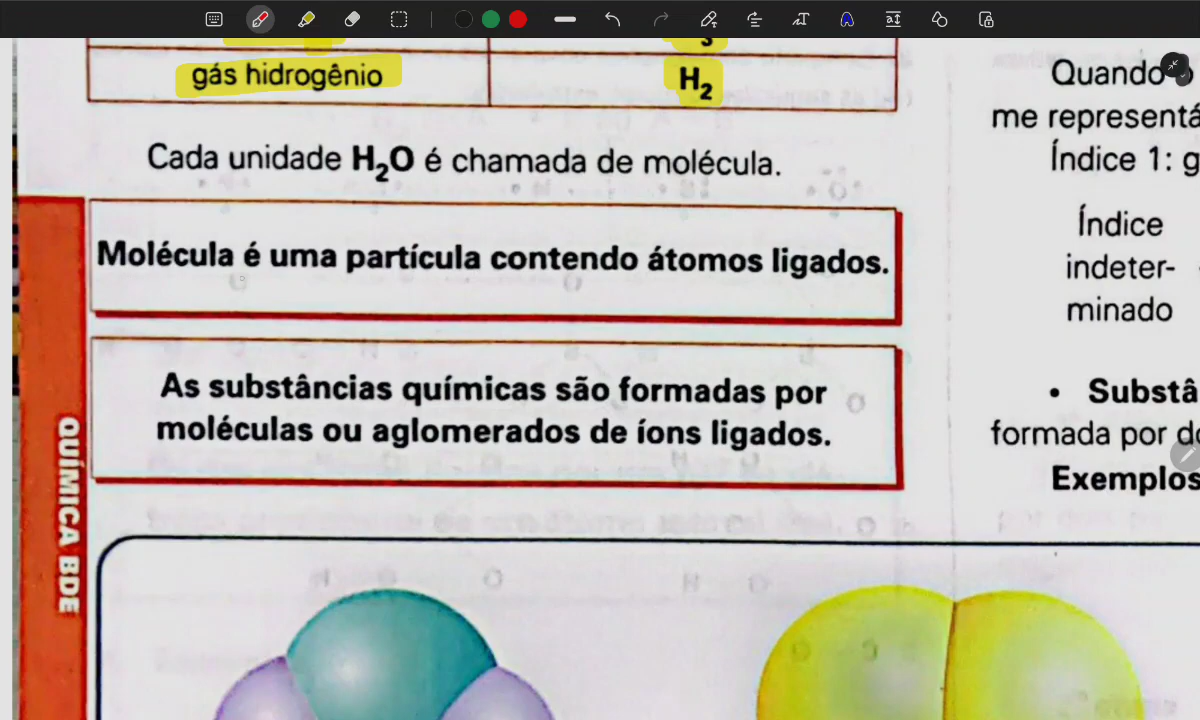 gás hidrogênio
H₂
Cada unidade H₂O é chamada de molécula.
Molécula é uma partícula contendo átomos ligados.
As substâncias químicas são formadas por
moléculas ou aglomerados de íons ligados.
QUÍMICA BDE
Quando
me representá
Índice 1: g
Índice
indeter-
minado
• Substâ
formada por do
Exemplos